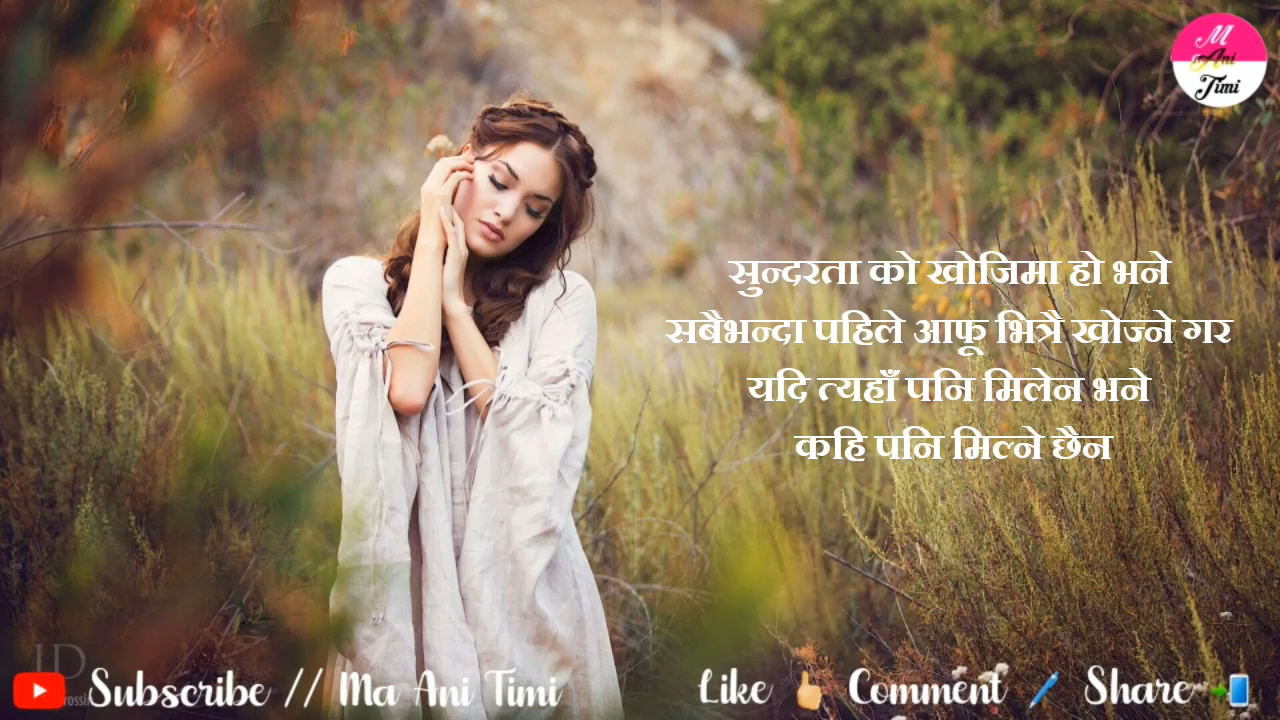 M
Ani
Timi
सुन्दरता को खोजिमा हो भने
सबैभन्दा पहिले आफू भित्रै खोज्ने गर
यदि त्यहाँ पनि मिलेन भने
कहि पनि मिल्ने छैन
JD
Subscribe // Ma Ani Timi
Like Comment Share